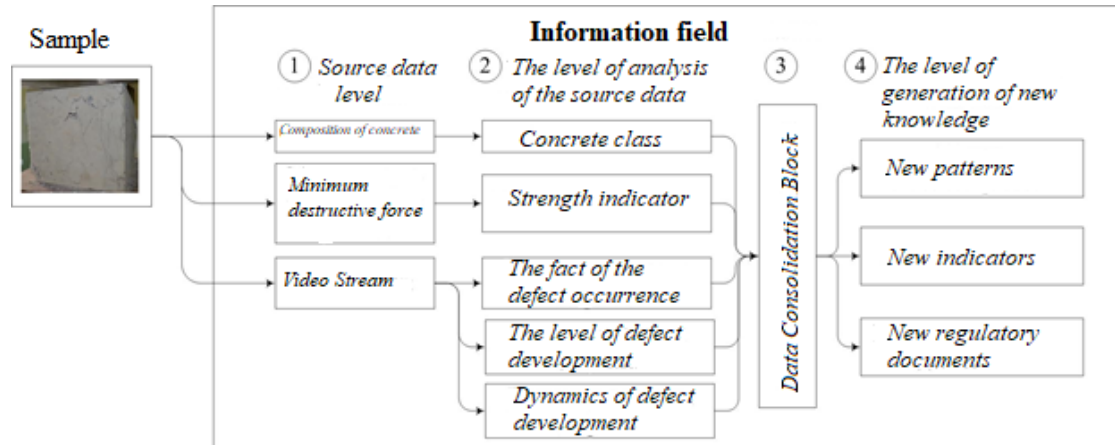 Sample
Information field
1 Source data
level
2 The level of analysis
of the source data
3
4 The level of
generation of new
knowledge
Composition of concrete
Minimum
destructive force
Video Stream
Concrete class
Strength indicator
The fact of the
defect occurrence
The level of defect
development
Dynamics of defect
development
Data Consolidation Block
New patterns
New indicators
New regulatory
documents